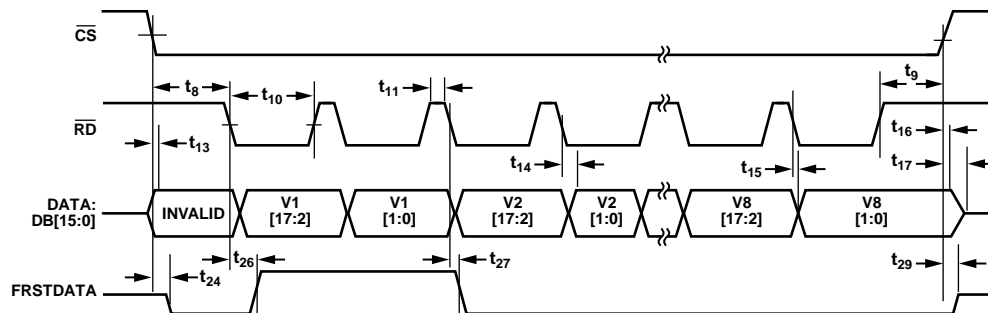 CS
t8
t10
t11
t9
RD
t13
t14
t15
t16
t17
DATA:
DB[15:0]
INVALID
V1
[17:2]
V1
[1:0]
V2
[17:2]
V2
[1:0]
V8
[17:2]
V8
[1:0]
t24
t26
t27
t29
FRSTDATA